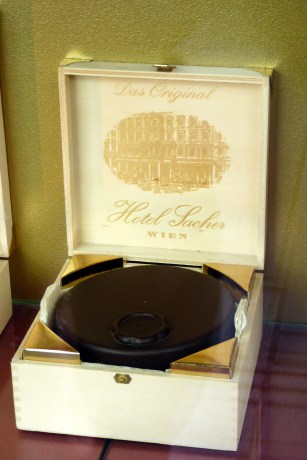 Das Original
Hotel Sacher
WIEN